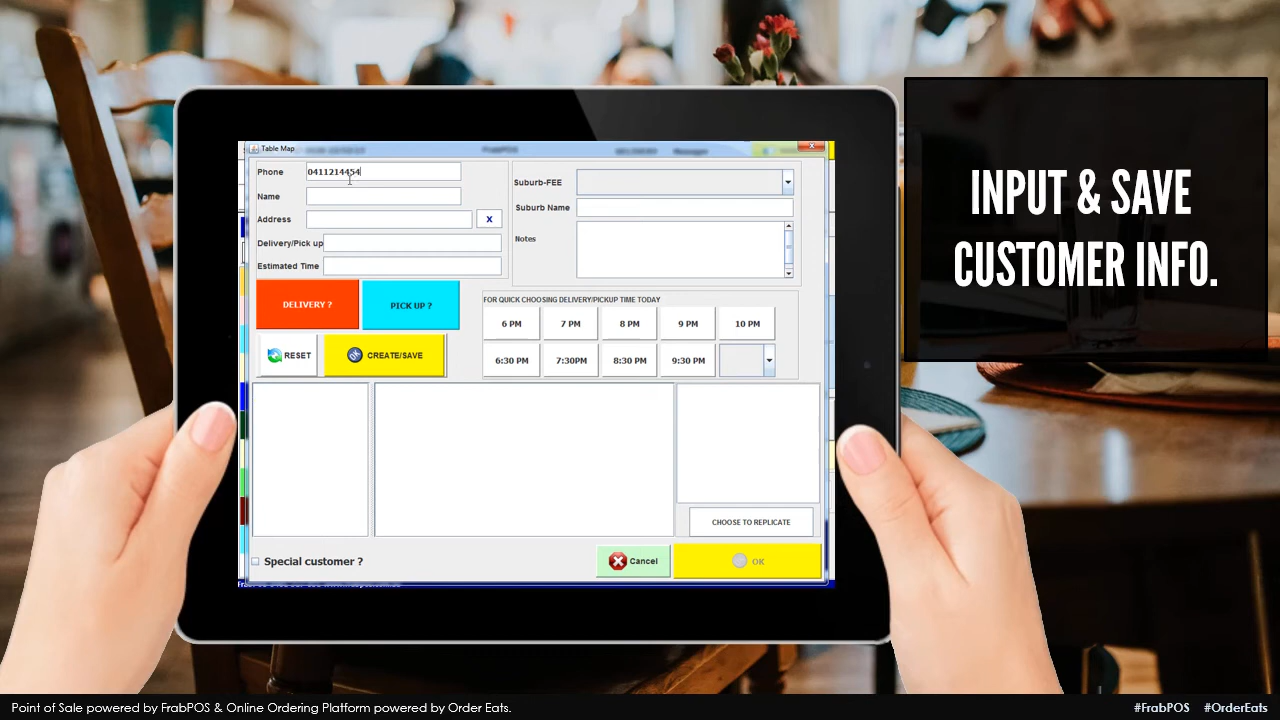 INPUT & SAVE
CUSTOMER INFO.
Table Map
X
Phone
0411214454
Name
Address
X
Delivery/Pick up
Estimated Time
Suburb-FEE
Suburb Name
Notes
DELIVERY ?
PICK UP ?
RESET
OK
CREATE/SAVE
FOR QUICK CHOOSING DELIVERY/PICKUP TIME TODAY
6 PM
7 PM
8 PM
9 PM
10 PM
6:30 PM
7:30PM
8:30 PM
9:30 PM
CHOOSE TO REPLICATE
Special customer ?
Cancel
OK
Point of Sale powered by FrabPOS & Online Ordering Platform powered by Order Eats.
#FrabPOS #OrderEats